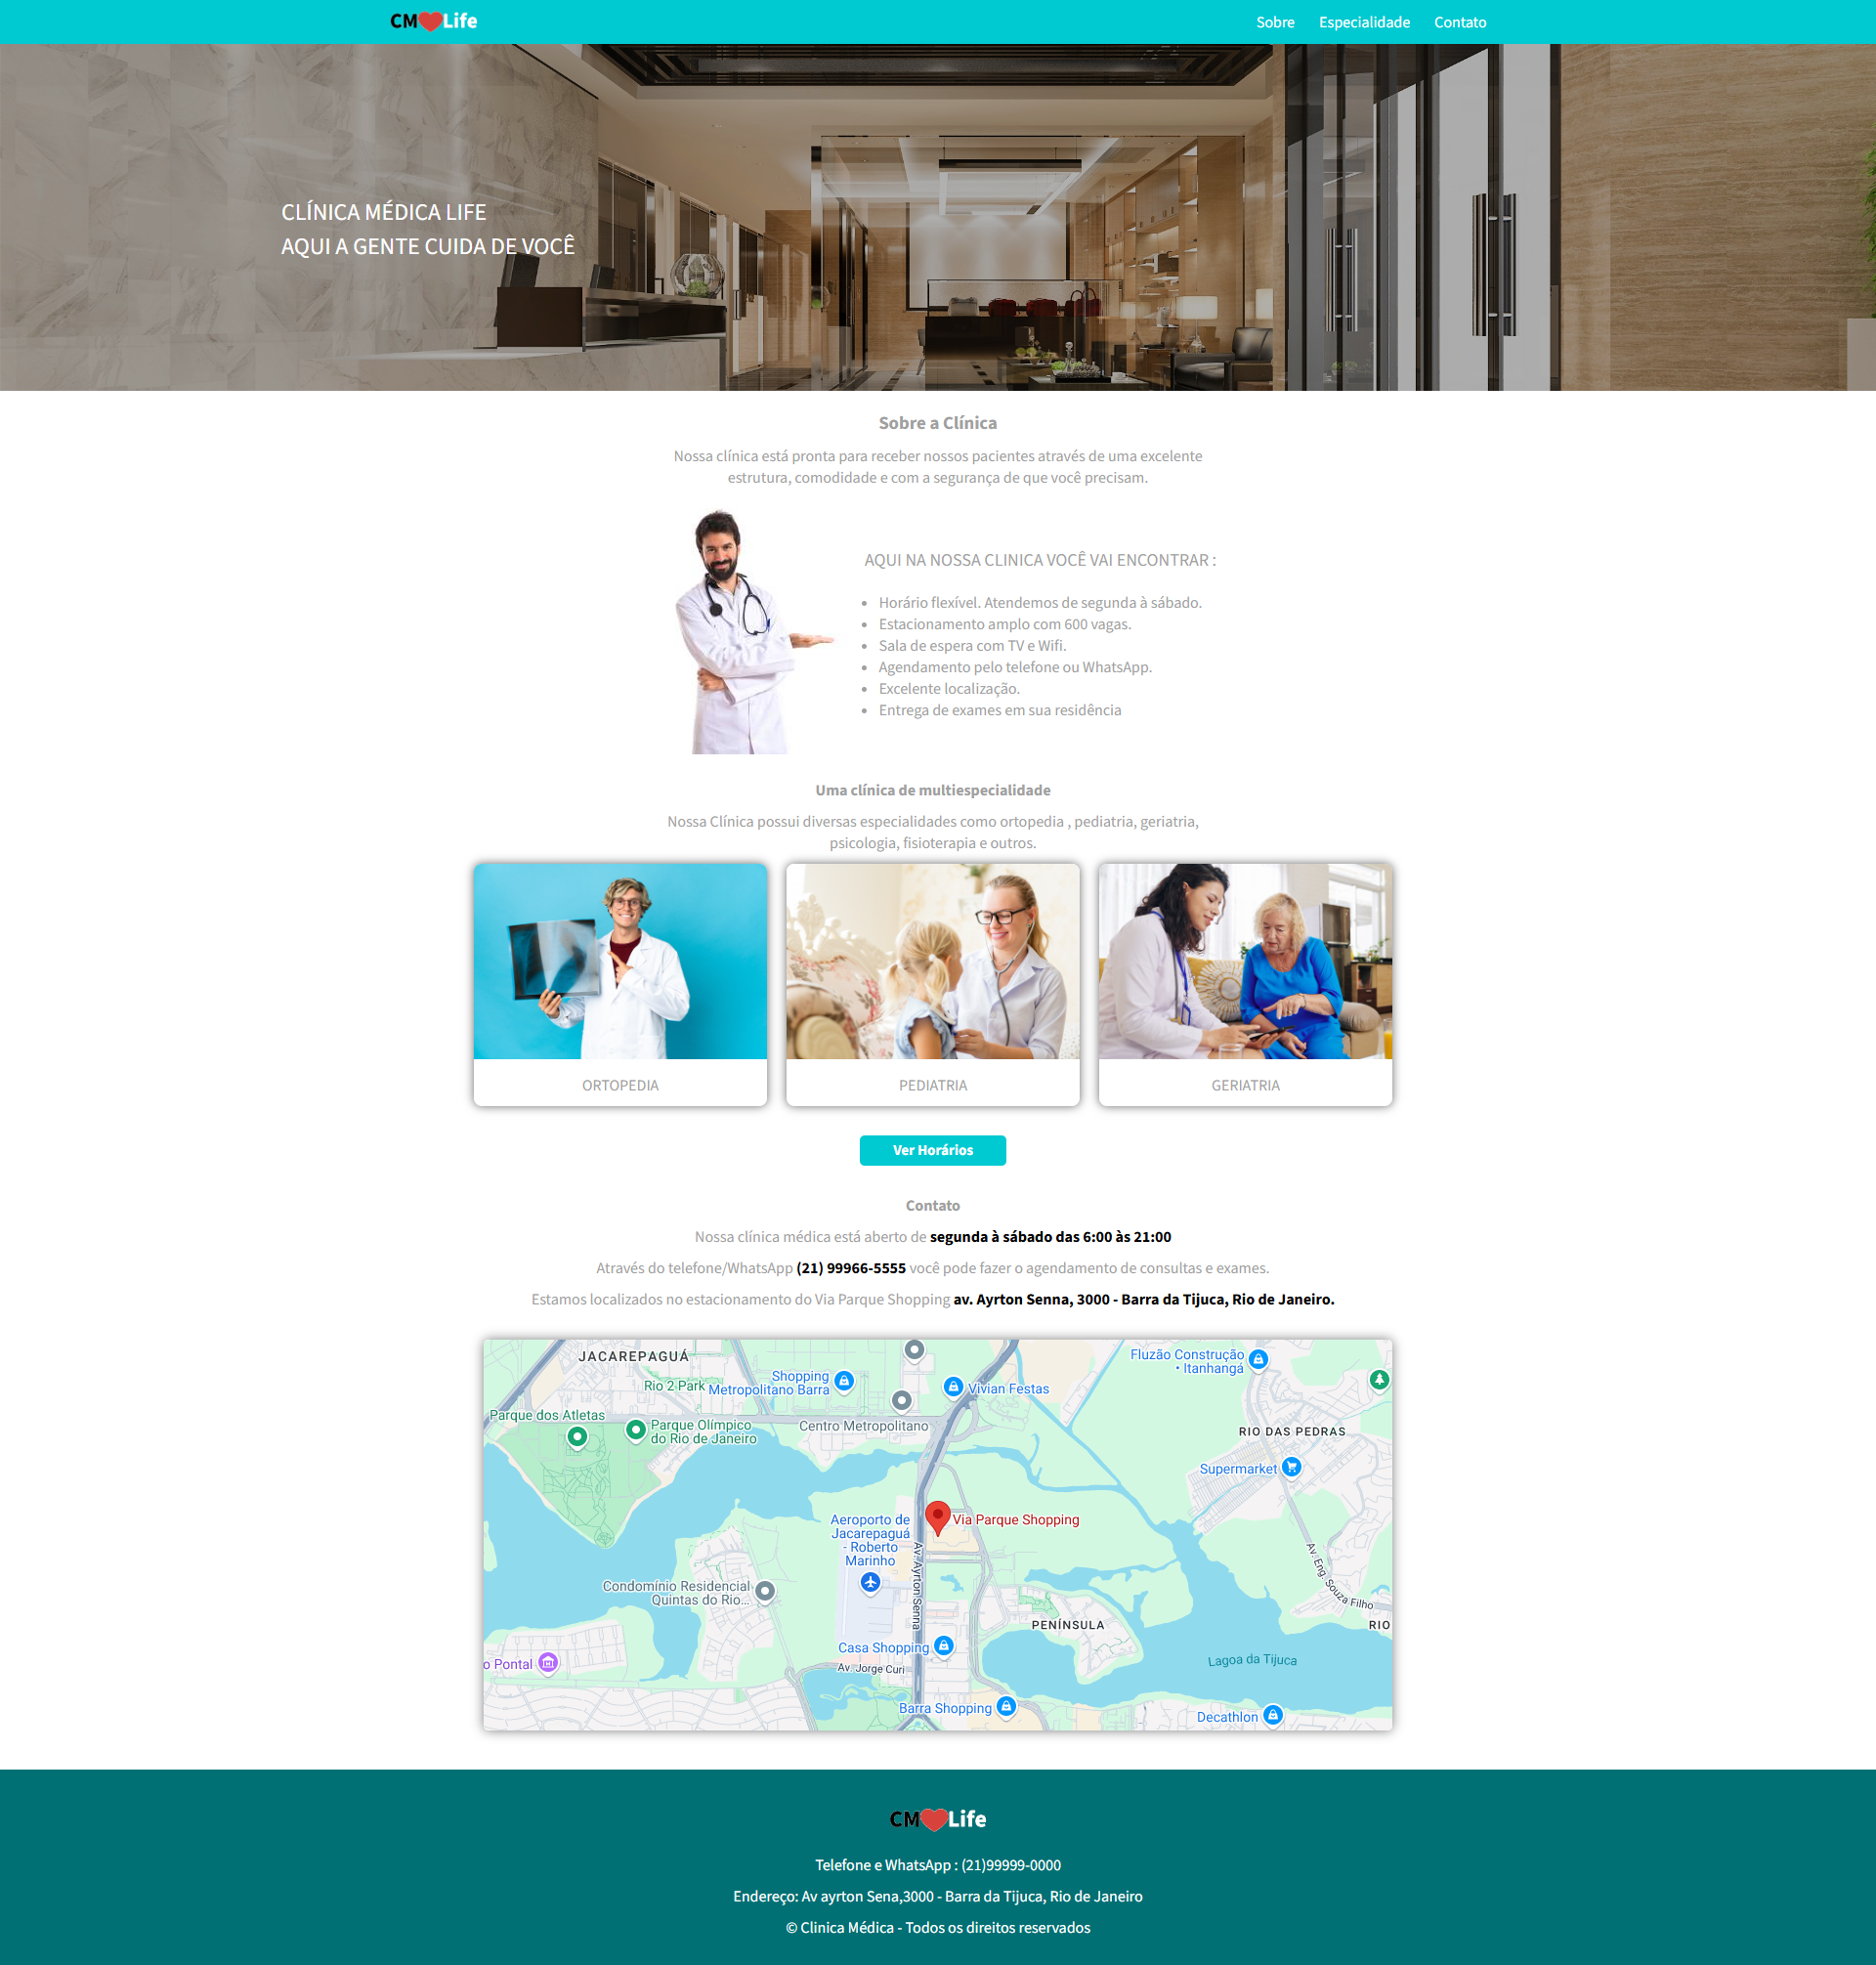 CM Life
Sobre Especialidade Contato
CLÍNICA MÉDICA LIFE
AQUI A GENTE CUIDA DE VOCÊ
Sobre a Clínica
Nossa clínica está pronta para receber nossos pacientes através de uma excelente
estrutura, comodidade e com a segurança de que você precisam.
AQUI NA NOSSA CLINICA VOCÊ VAI ENCONTRAR :
Horário flexível. Atendemos de segunda à sábado.
Estacionamento amplo com 600 vagas.
Sala de espera com TV e Wifi.
Agendamento pelo telefone ou WhatsApp.
Excelente localização.
Entrega de exames em sua residência
Uma clínica de multiespecialidade
Nossa Clínica possui diversas especialidades como ortopedia , pediatria, geriatria,
psicologia, fisioterapia e outros.
ORTOPEDIA
PEDIATRIA
GERIATRIA
Ver Horários
Contato
Nossa clínica médica está aberto de segunda à sábado das 6:00 às 21:00
Através do telefone/WhatsApp (21) 99966-5555 você pode fazer o agendamento de consultas e exames.
Estamos localizados no estacionamento do Via Parque Shopping av. Ayrton Senna, 3000 - Barra da Tijuca, Rio de Janeiro.
JACAREPAGUÁ
Rio 2 Park
Shopping
Metropolitano Barra
Vivian Festas
Fluzão Construção
• Itanhangá
Parque dos Atletas
Parque Olímpico
do Rio de Janeiro
Centro Metropolitano
RIO DAS PEDRAS
Supermarket
Via Parque Shopping
Aeroporto de
Jacarepaguá
- Roberto
Marinho
Av. Ayrton Senna
Av. Eng. Souza Filho
Condomínio Residencial
Quintas do Rio...
PENÍNSULA
RIO
Casa Shopping
Av. Jorge Curi
Lagoa da Tijuca
o Pontal
Barra Shopping
Decathlon
CM Life
Telefone e WhatsApp : (21)99999-0000
Endereço: Av ayrton Sena,3000 - Barra da Tijuca, Rio de Janeiro
© Clinica Médica - Todos os direitos reservados